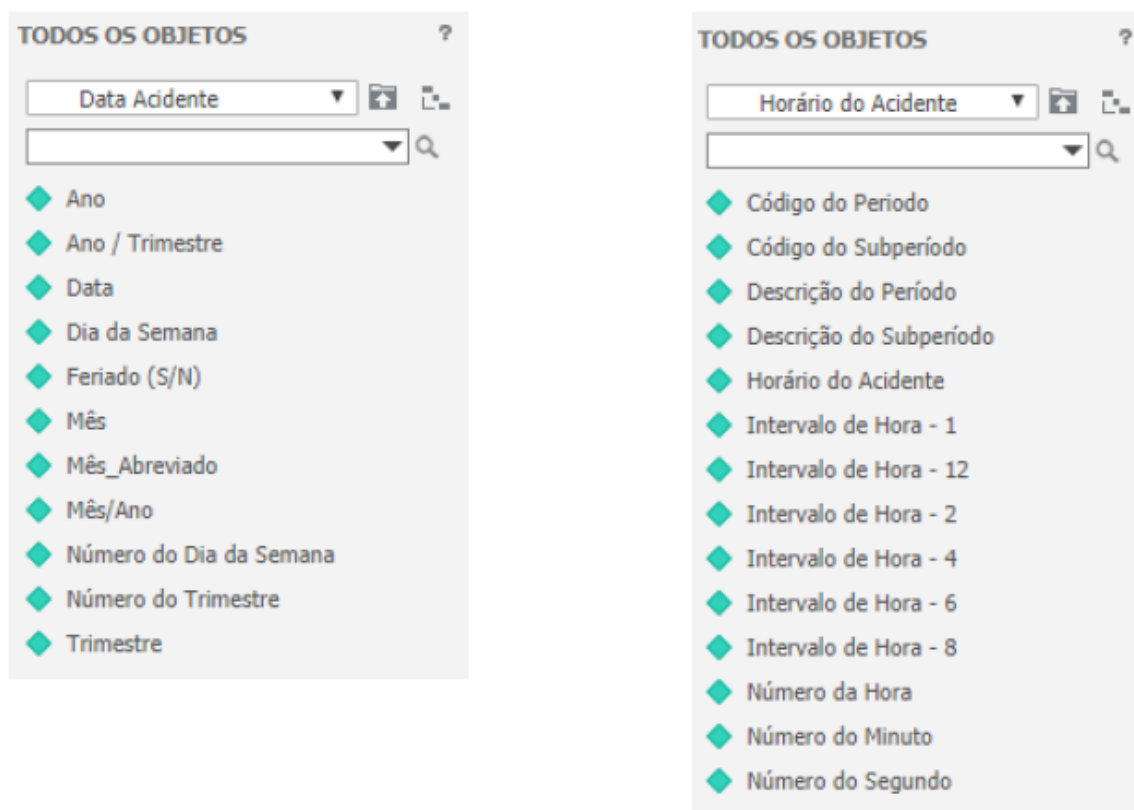 TODOS OS OBJETOS ?
Data Acidente
Ano
Ano / Trimestre
Data
Dia da Semana
Feriado (S/N)
Mês
Mês_Abreviado
Mês/Ano
Número do Dia da Semana
Número do Trimestre
Trimestre
TODOS OS OBJETOS ?
Horário do Acidente
Código do Periodo
Código do Subperíodo
Descrição do Período
Descrição do Subperíodo
Horário do Acidente
Intervalo de Hora - 1
Intervalo de Hora - 12
Intervalo de Hora - 2
Intervalo de Hora - 4
Intervalo de Hora - 6
Intervalo de Hora - 8
Número da Hora
Número do Minuto
Número do Segundo